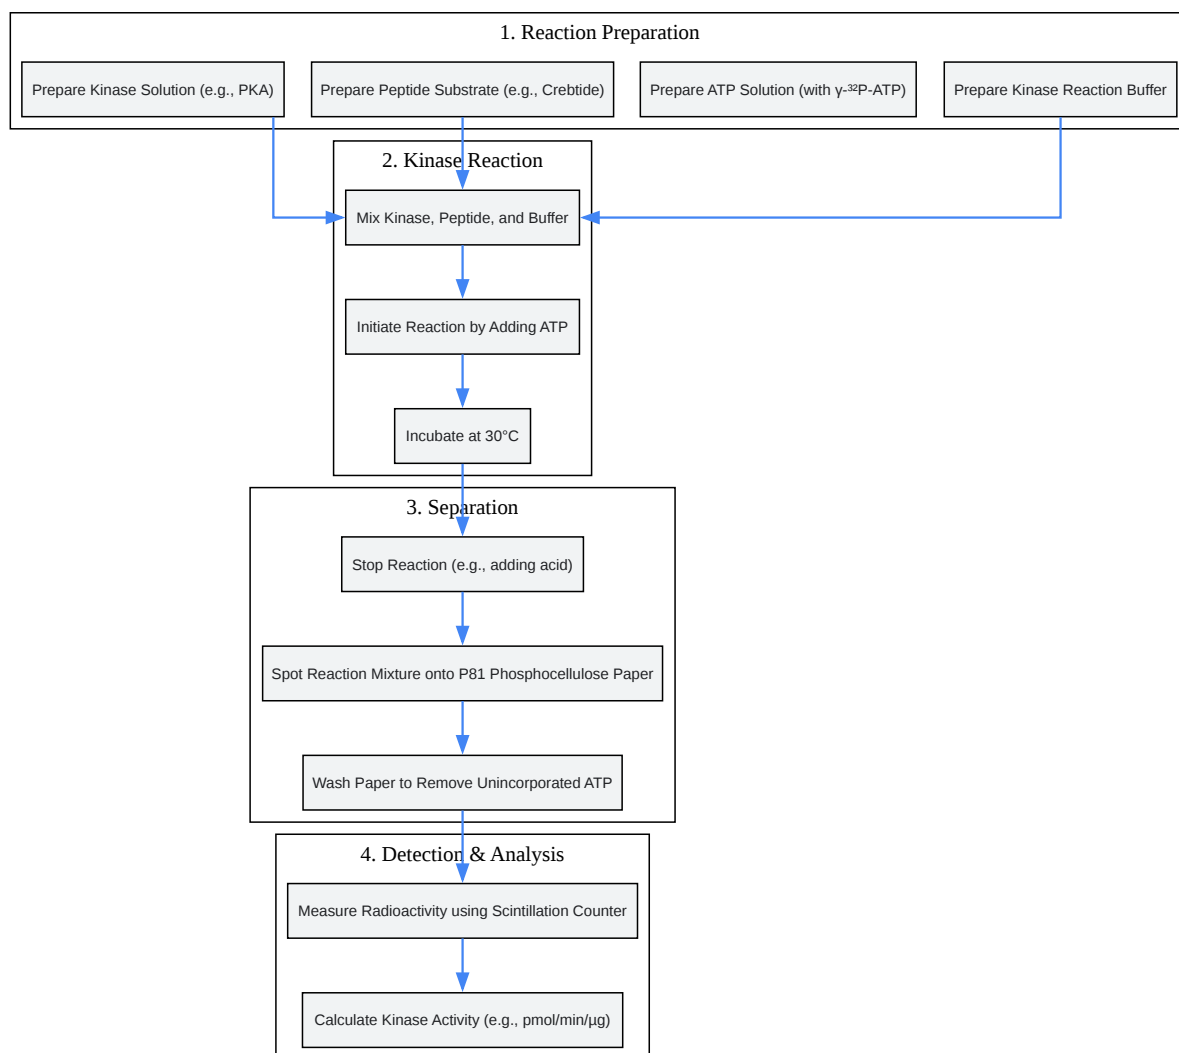 1. Reaction Preparation
Prepare Kinase Solution (e.g., PKA)
Prepare Peptide Substrate (e.g., Crebtide)
Prepare ATP Solution (with γ-³²P-ATP)
Prepare Kinase Reaction Buffer
2. Kinase Reaction
Mix Kinase, Peptide, and Buffer
Initiate Reaction by Adding ATP
Incubate at 30°C
3. Separation
Stop Reaction (e.g., adding acid)
Spot Reaction Mixture onto P81 Phosphocellulose Paper
Wash Paper to Remove Unincorporated ATP
4. Detection & Analysis
Measure Radioactivity using Scintillation Counter
Calculate Kinase Activity (e.g., pmol/min/µg)